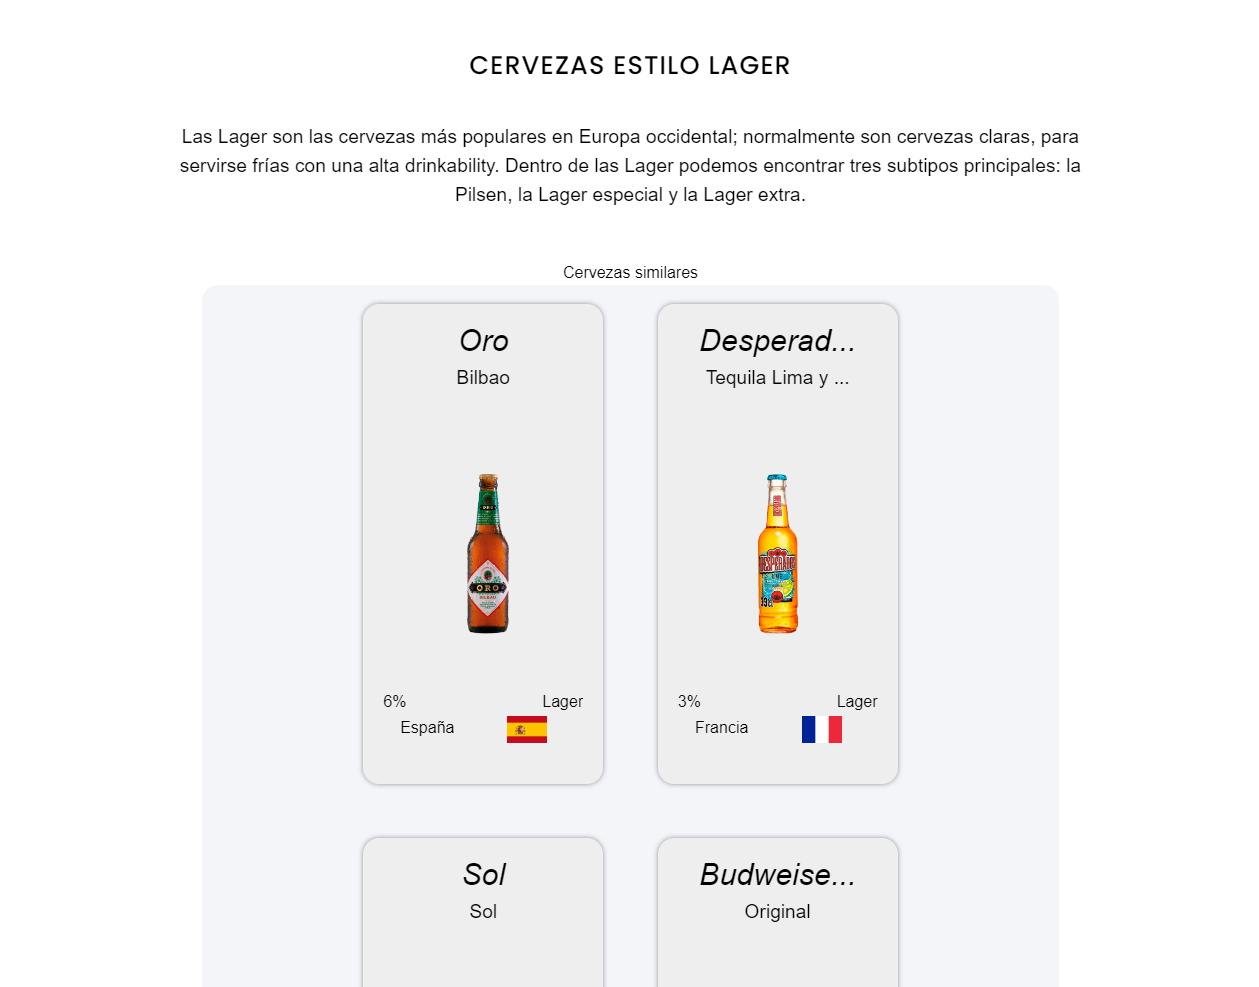 CERVEZAS ESTILO LAGER
Las Lager son las cervezas más populares en Europa occidental; normalmente son cervezas claras, para
servirse frías con una alta drinkability. Dentro de las Lager podemos encontrar tres subtipos principales: la
Pilsen, la Lager especial y la Lager extra.
Cervezas similares
Oro
Bilbao
ORO
ORO
BILBAO
6%
Lager
España
Desperad...
Tequila Lima y ...
DESPERADOS
3%
Lager
Francia
Sol
Sol
Budweise...
Original